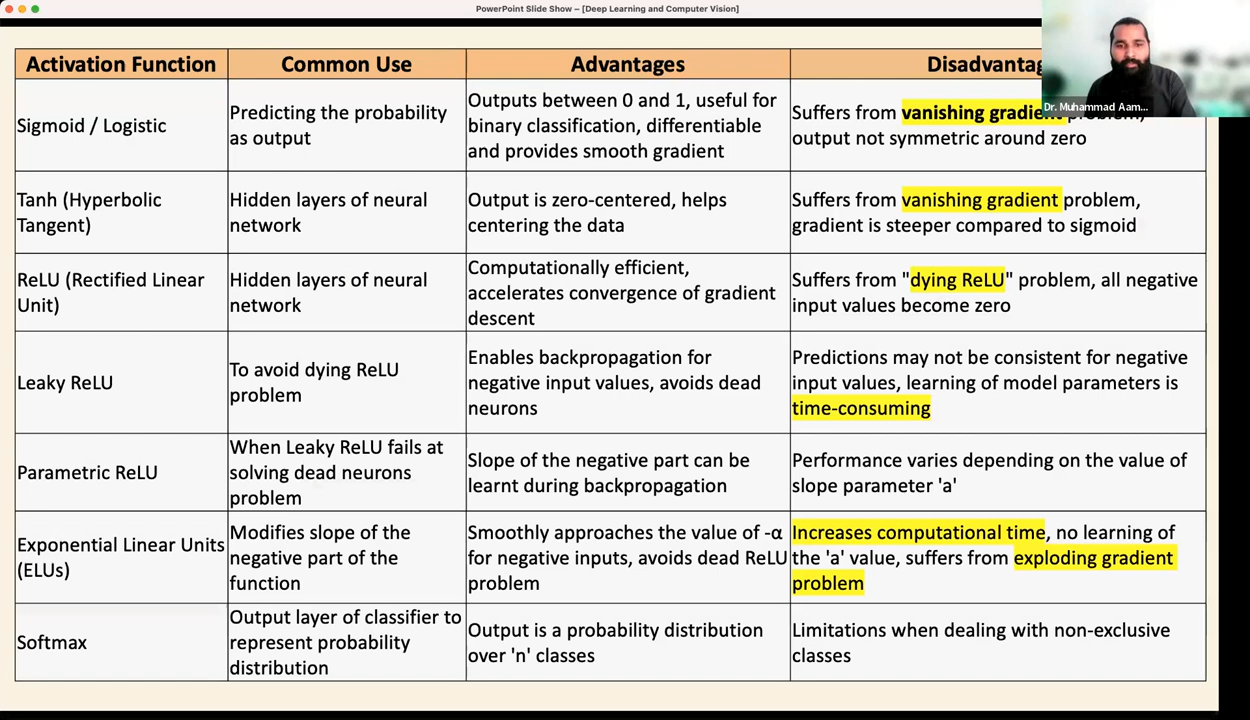 PowerPoint Slide Show – [Deep Learning and Computer Vision]
Dr. Muhammad Aam...
Activation Function
Common Use
Advantages
Sigmoid / Logistic
Predicting the probability
as output
Outputs between 0 and 1, useful for
binary classification, differentiable
and provides smooth gradient
Suffers from vanishing gradient problem,
output not symmetric around zero
Tanh (Hyperbolic
Tangent)
Hidden layers of neural
network
Output is zero-centered, helps
centering the data
Suffers from vanishing gradient problem,
gradient is steeper compared to sigmoid
ReLU (Rectified Linear
Unit)
Hidden layers of neural
network
Computationally efficient,
accelerates convergence of gradient
descent
Suffers from "dying ReLU" problem, all negative
input values become zero
Leaky ReLU
To avoid dying ReLU
problem
Enables backpropagation for
negative input values, avoids dead
neurons
Predictions may not be consistent for negative
input values, learning of model parameters is
time-consuming
Parametric ReLU
When Leaky ReLU fails at
solving dead neurons
problem
Slope of the negative part can be
learnt during backpropagation
Performance varies depending on the value of
slope parameter 'a'
Exponential Linear Units
(ELUs)
Modifies slope of the
negative part of the
function
Smoothly approaches the value of -α
for negative inputs, avoids dead ReLU
problem
Increases computational time, no learning of
the 'a' value, suffers from exploding gradient
problem
Softmax
Output layer of classifier to
represent probability
distribution
Output is a probability distribution
over 'n' classes
Limitations when dealing with non-exclusive
classes